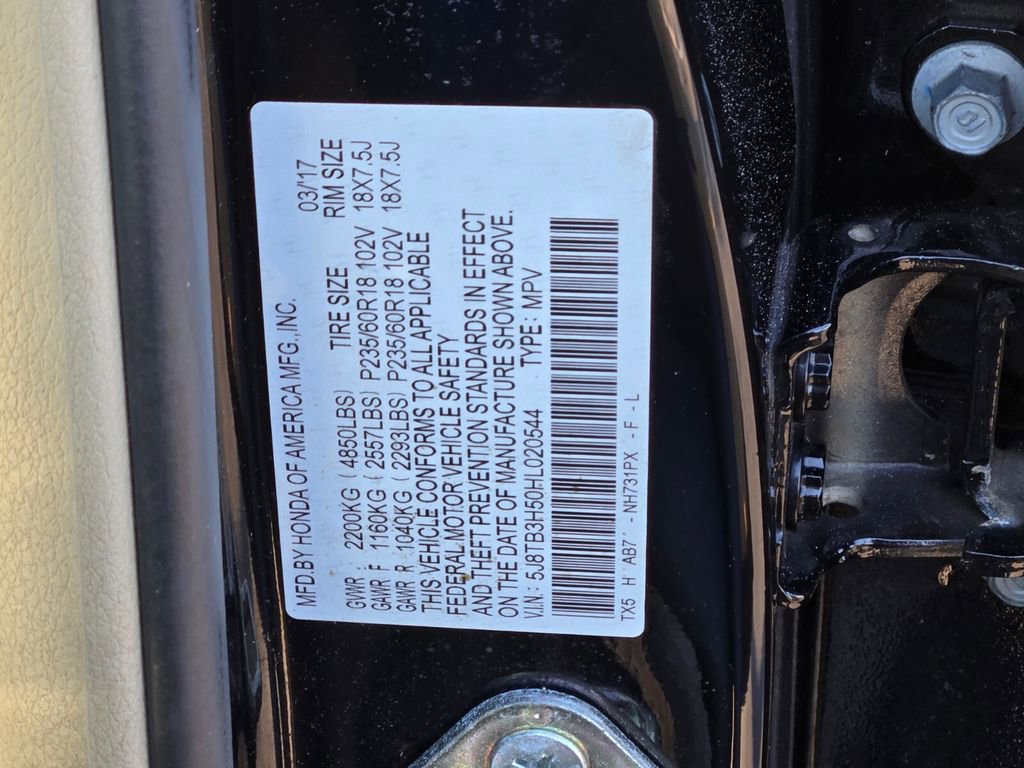 MFD.BY HONDA OF AMERICA MFG.,INC. 03/'17
TIRE SIZE RIM SIZE
GVWR : 2200KG ( 4850LBS)
GAWR F : 1160KG ( 2557LBS) P235/60R18 102V 18X7.5J
GAWR R : 1040KG ( 2293LBS) P235/60R18 102V 18X7.5J
THIS VEHICLE CONFORMS TO ALL APPLICABLE
FEDERAL MOTOR VEHICLE SAFETY
AND THEFT PREVENTION STANDARDS IN EFFECT
ON THE DATE OF MANUFACTURE SHOWN ABOVE.
V.I.N.: 5J8TB3H50HL020544 TYPE: MPV
TX5 H AB7 -NH731PX -F-L